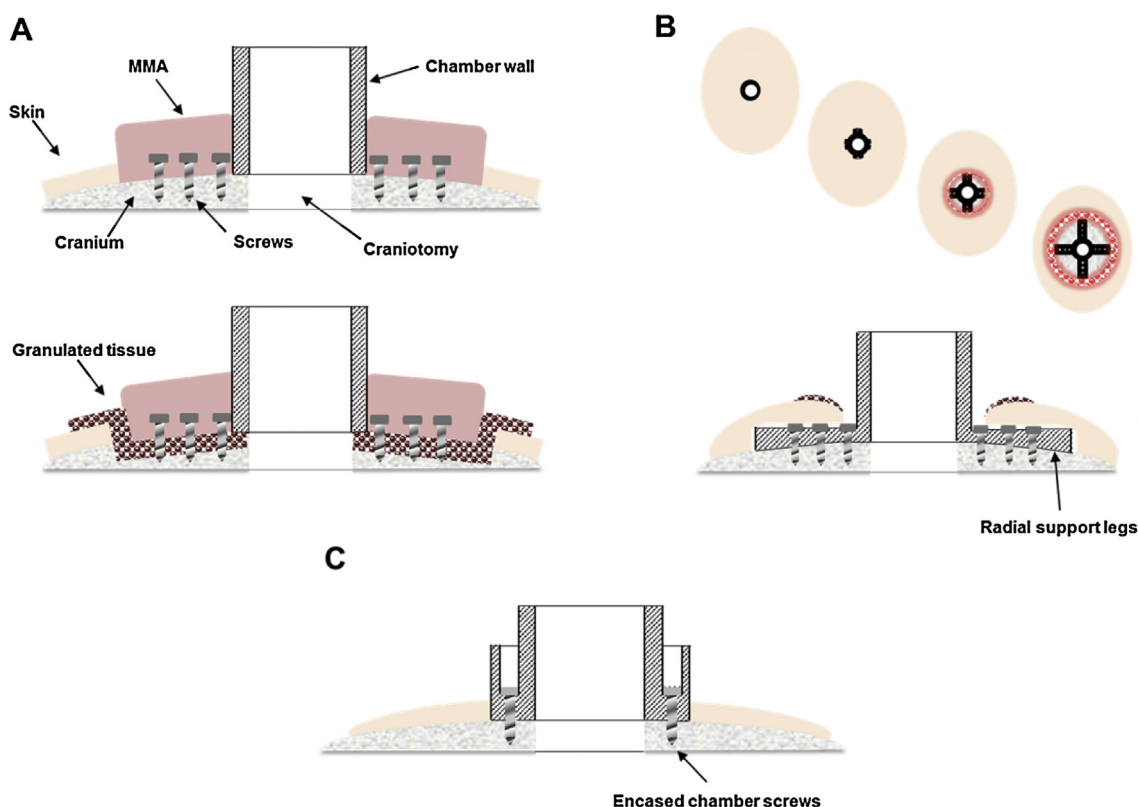 A
MMA
Chamber wall
Skin
Cranium
Screws
Craniotomy
Granulated tissue
B
Radial support legs
C
Encased chamber screws